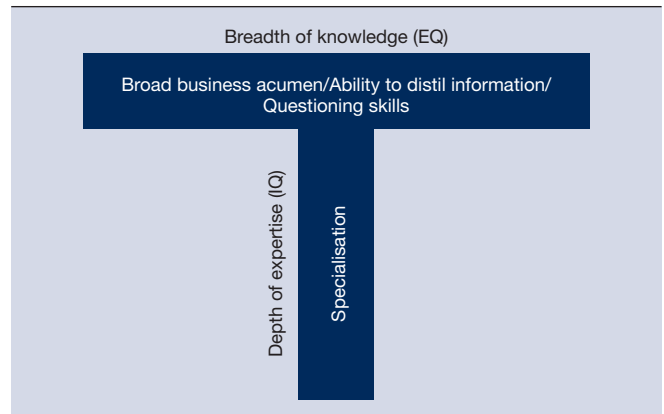 Breadth of knowledge (EQ)
Broad business acumen/Ability to distil information/
Questioning skills
Depth of expertise (IQ)
Specialisation